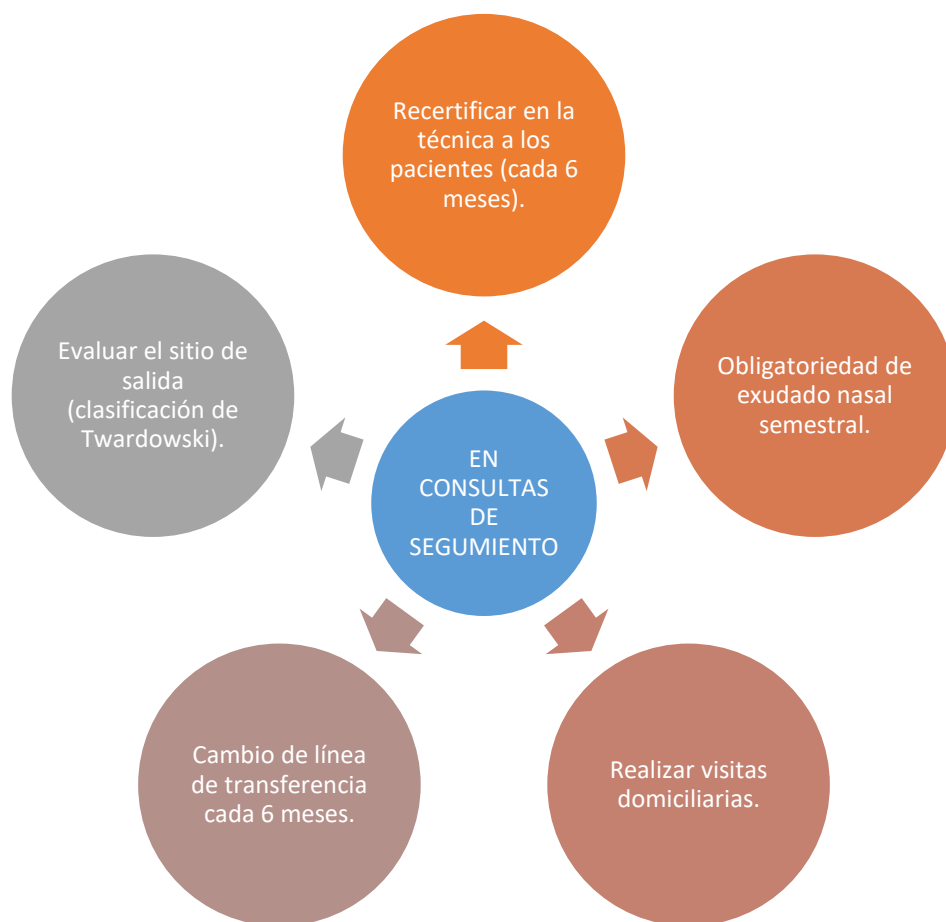 Recertificar en la
técnica a los
pacientes (cada 6
meses).
Obligatoriedad de
exudado nasal
semestral.
Realizar visitas
domiciliarias.
Cambio de línea
de transferencia
cada 6 meses.
Evaluar el sitio de
salida
(clasificación de
Twardowski).
EN
CONSULTAS
DE
SEGUMIENTO